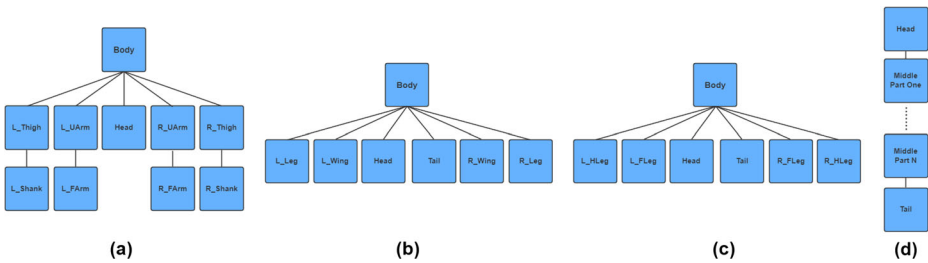 Body
L_Thigh
L_UArm
Head
R_UArm
R_Thigh
L_Shank
L_FArm
R_FArm
R_Shank
(a)
Body
L_Leg
L_Wing
Head
Tail
R_Wing
R_Leg
(b)
Body
L_HLeg
L_FLeg
Head
Tail
R_FLeg
R_HLeg
(c)
Head
Middle
Part One
Middle
Part N
Tail
(d)